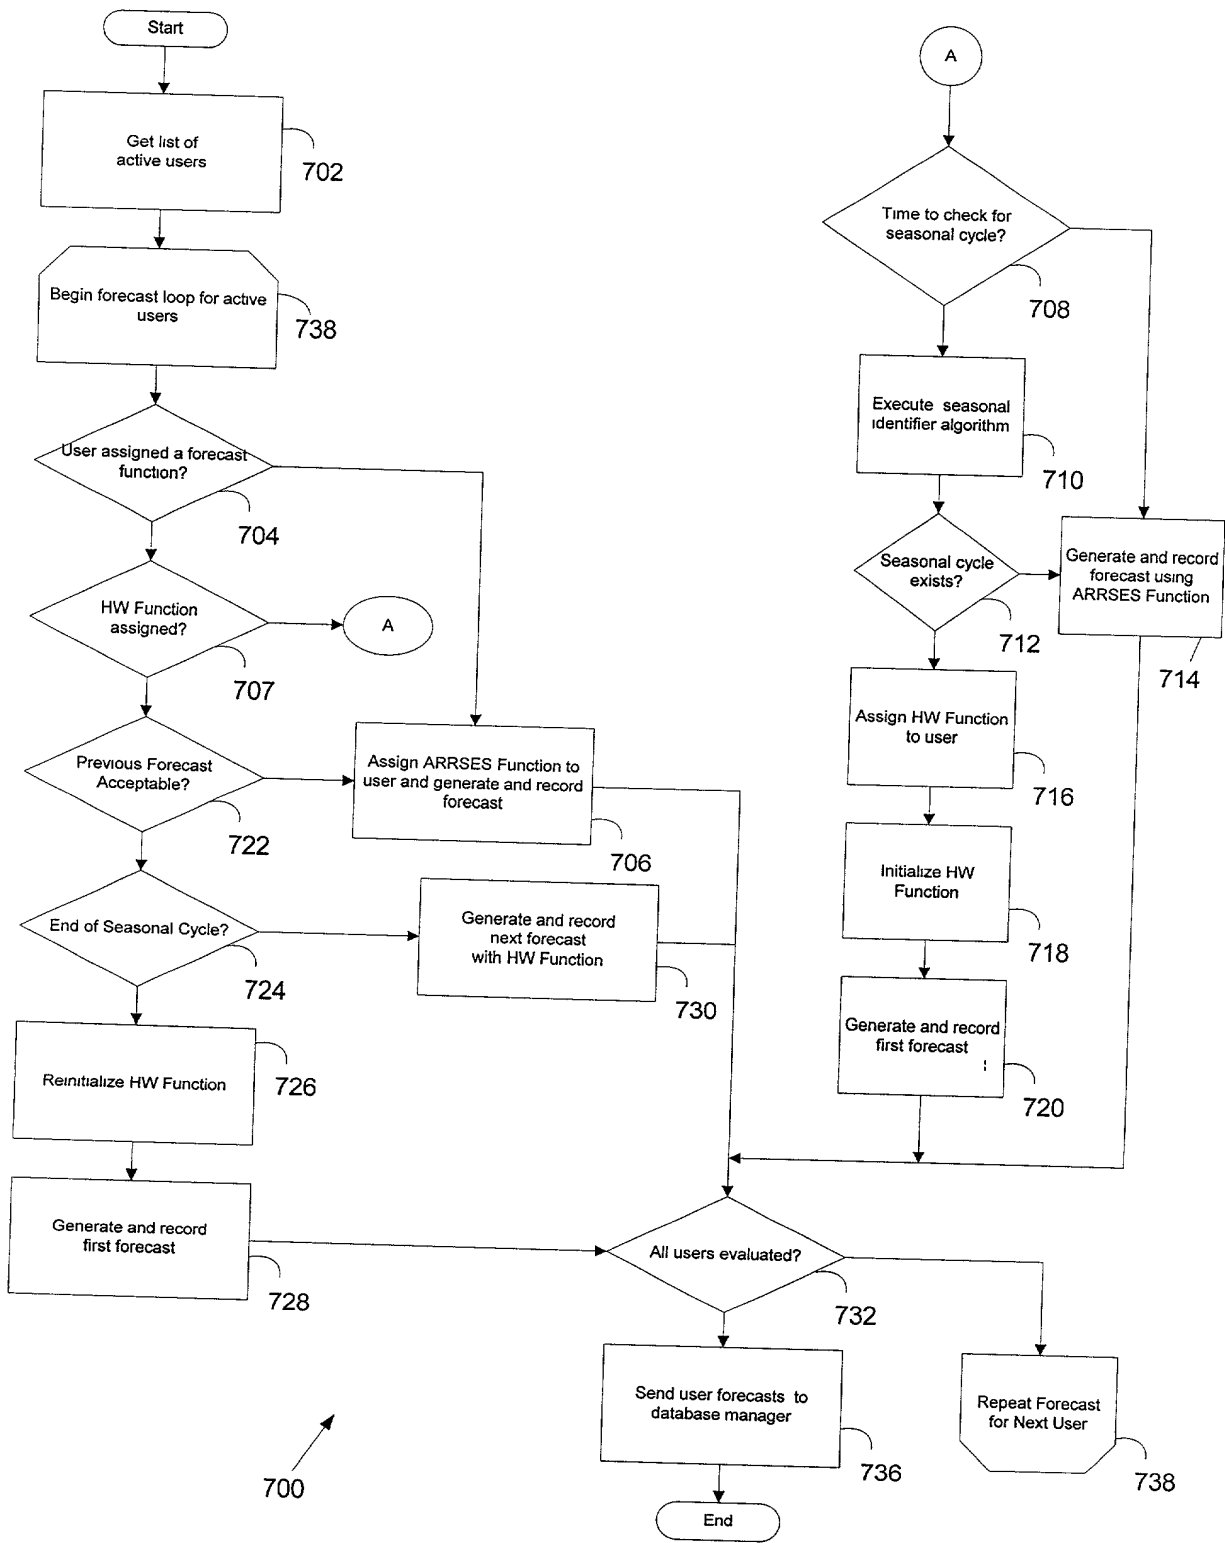 Start
Get list of
active users
702
Begin forecast loop for active
users
738
User assigned a forecast
function?
704
HW Function
assigned?
707
A
Previous Forecast
Acceptable?
722
Assign ARRSES Function to
user and generate and record
forecast
706
End of Seasonal Cycle?
724
Generate and record
next forecast
with HW Function
730
Reinitialize HW Function
726
Generate and record
first forecast
728
A
Time to check for
seasonal cycle?
708
Execute seasonal
identifier algorithm
710
Seasonal cycle
exists?
712
Generate and record
forecast using
ARRSES Function
714
Assign HW Function
to user
716
Initialize HW
Function
718
Generate and record
first forecast
720
All users evaluated?
732
Send user forecasts to
database manager
736
Repeat Forecast
for Next User
738
End
700